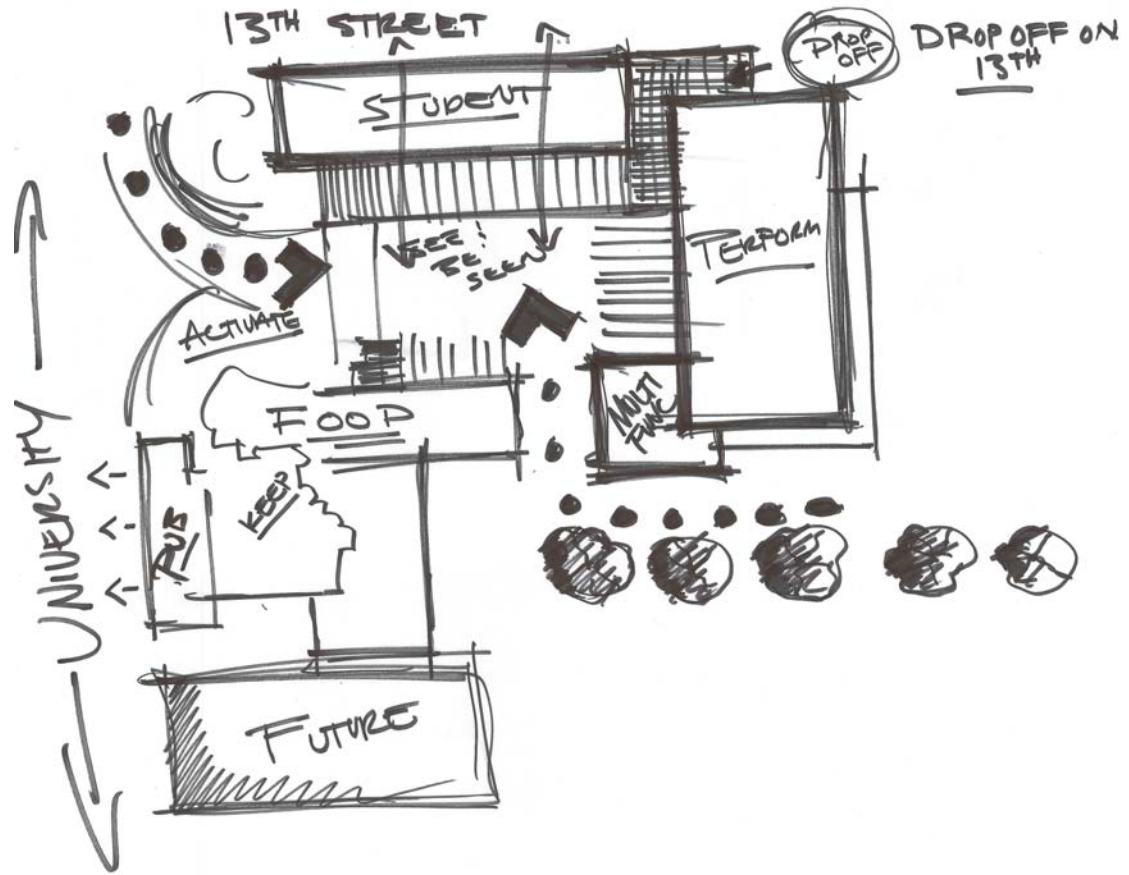 13TH STREET
DROP
OFF
DROP OFF ON
13TH
STUDENT
SEE!
BE
SEEN
PERFORM
ACTIVATE
FOOD
MULTI
FUNC
UNIVERSITY
PUB
KEEP
FUTURE